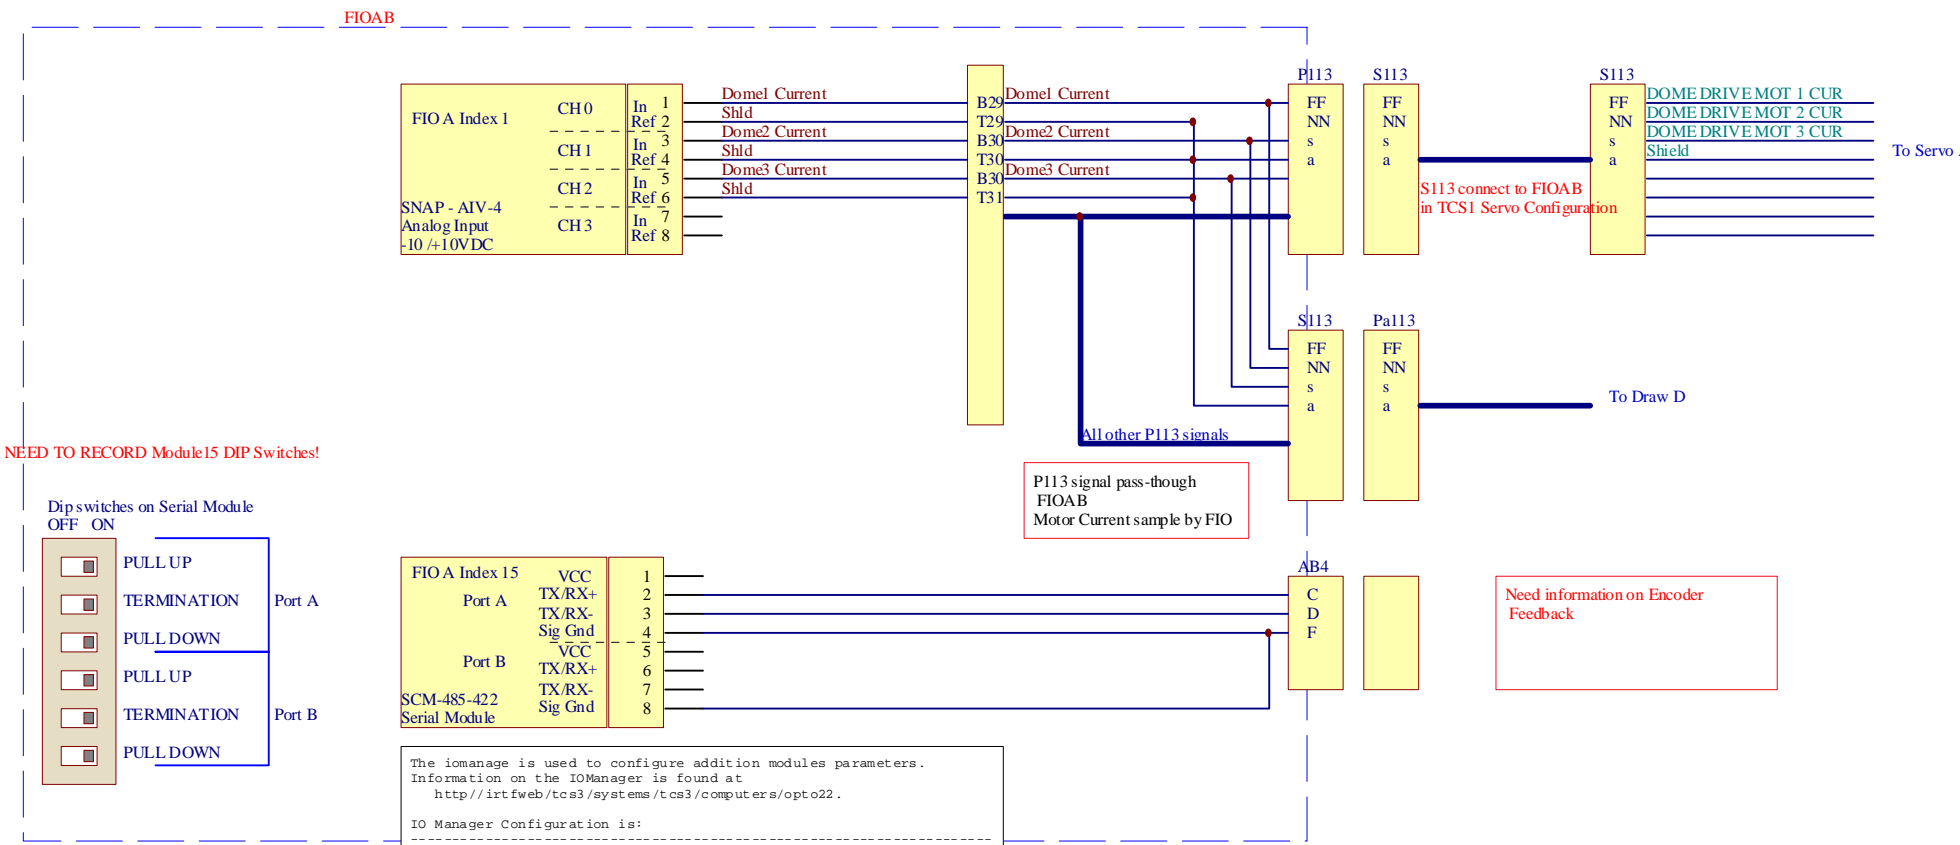 FIOAB
FIO A Index 1
CH 0
CH 1
CH 2
CH 3
SNAP - AIV-4
Analog Input
-10 /+10VDC
In 1
Ref 2
In 3
Ref 4
In 5
Ref 6
In 7
Ref 8
Dome1 Current
Shld
Dome2 Current
Shld
Dome3 Current
Shld
B29
T29
B30
T30
B30
T31
Dome1 Current
Dome2 Current
Dome3 Current
P113
FF
NN
s
a
S113
FF
NN
s
a
S113 connect to FIOAB
in TCS1 Servo Configuration
S113
FF
NN
s
a
DOME DRIVE MOT 1 CUR
DOME DRIVE MOT 2 CUR
DOME DRIVE MOT 3 CUR
Shield
To Servo
S113
FF
NN
s
a
Pa113
FF
NN
s
a
To Draw D
All other P113 signals
P113 signal pass-though
FIOAB
Motor Current sample by FIO
NEED TO RECORD Module15 DIP Switches!
Dip switches on Serial Module
OFF ON
PULL UP
TERMINATION
PULL DOWN
Port A
PULL UP
TERMINATION
PULL DOWN
Port B
FIO A Index 15
Port A
Port B
SCM-485-422
Serial Module
VCC 1
TX/RX+ 2
TX/RX- 3
Sig Gnd 4
VCC 5
TX/RX+ 6
TX/RX- 7
Sig Gnd 8
AB4
C
D
F
Need information on Encoder
Feedback
The iomanage is used to configure addition modules parameters.
Information on the IOManager is found at
http//irtfweb/tcs3/systems/tcs3/computers/opto22.
IO Manager Configuration is: